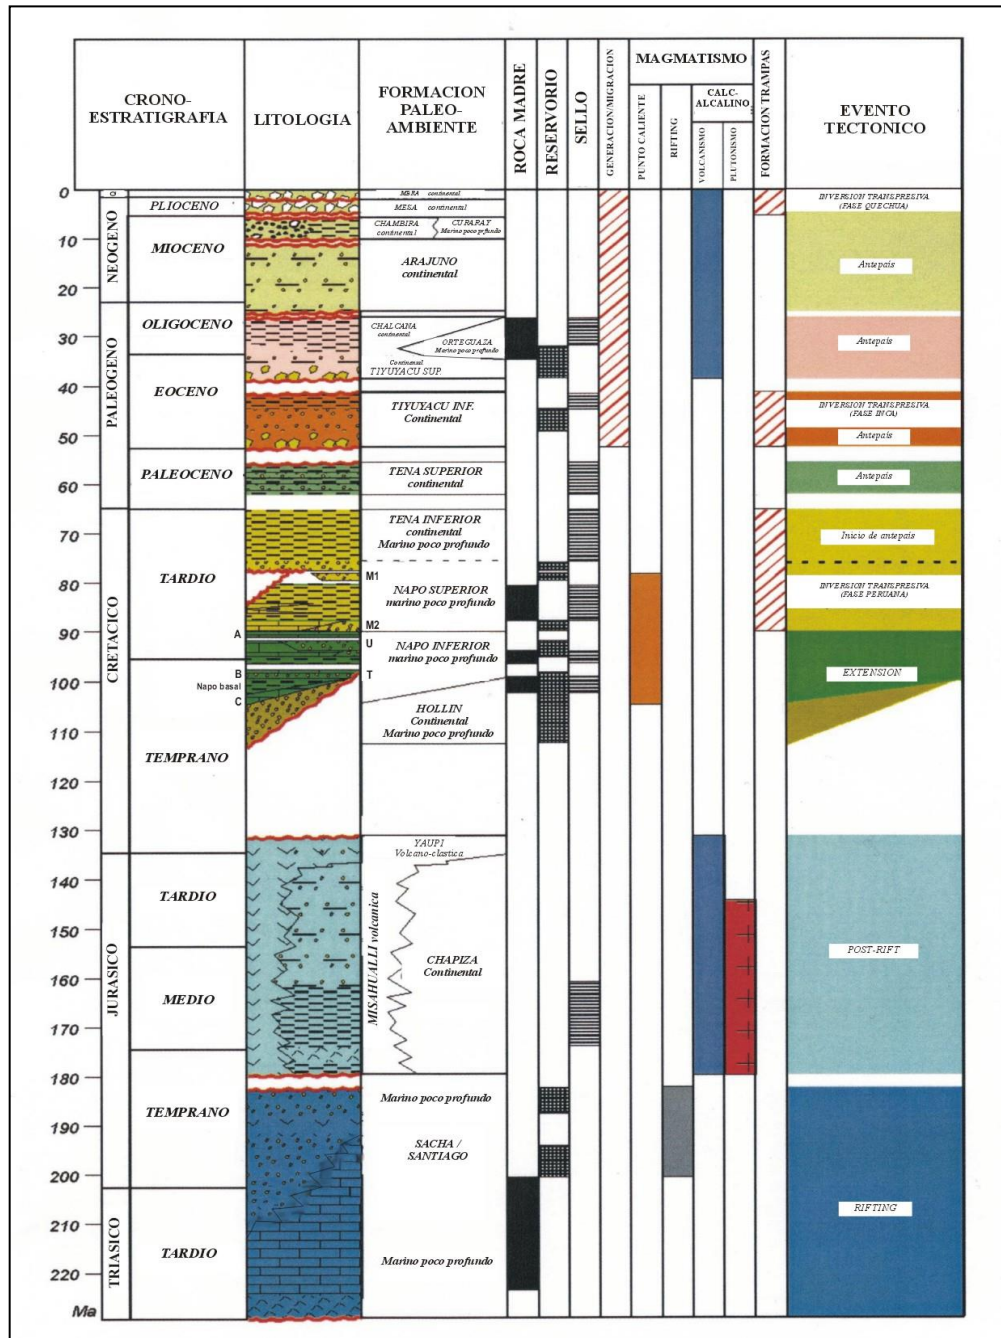 CRONO-
ESTRATIGRAFIA
LITOLOGIA
FORMACION
PALEO-
AMBIENTE
ROCA MADRE
RESERVORIO
SELLO
GENERACION/MIGRACION
MAGMATISMO
PUNTO CALIENTE
RIFTING
CALC-
ALCALINO
VOLCANISMO
PLUTONISMO
FORMACION TRAMPAS
EVENTO
TECTONICO
0
10
20
30
40
50
60
70
80
90
100
110
120
130
140
150
160
170
180
190
200
210
220
Ma
Q
NEOGENO
PALEOGENO
CRETACICO
JURASICO
TRIASICO
PLIOCENO
MIOCENO
OLIGOCENO
EOCENO
PALEOCENO
TARDIO
TEMPRANO
TARDIO
MEDIO
TEMPRANO
TARDIO
A
B
Napo basal
C
M1
M2
U
T
MERA continental
MESA continental
CHAMBIRA
continental
CURARAY
Marino poco prfundo
ARAJUNO
continental
CHALCANA
continental
ORTEGUAZA
Marino poco profundo
Continental
TIYUYACU SUP.
TIYUYACU INF.
Continental
TENA SUPERIOR
continental
TENA INFERIOR
continental
Marino poco profundo
NAPO SUPERIOR
marino poco profundo
NAPO INFERIOR
marino poco profundo
HOLLIN
Continental
Marino poco profundo
YAUPI
Volcano-clastica
MISAHUALLI volcanica
CHAPIZA
Continental
Marino poco profundo
SACHA /
SANTIAGO
Marino poco profundo
INVERSION TRANSPRESIVA
(FASE QUECHUA)
Antepaís
Antepaís
INVERSION TRANSPRESIVA
(FASE INCA)
Antepaís
Antepaís
Inicio de antepaís
INVERSION TRANSPRESIVA
(FASE PERUANA)
EXTENSION
POST-RIFT
RIFTING